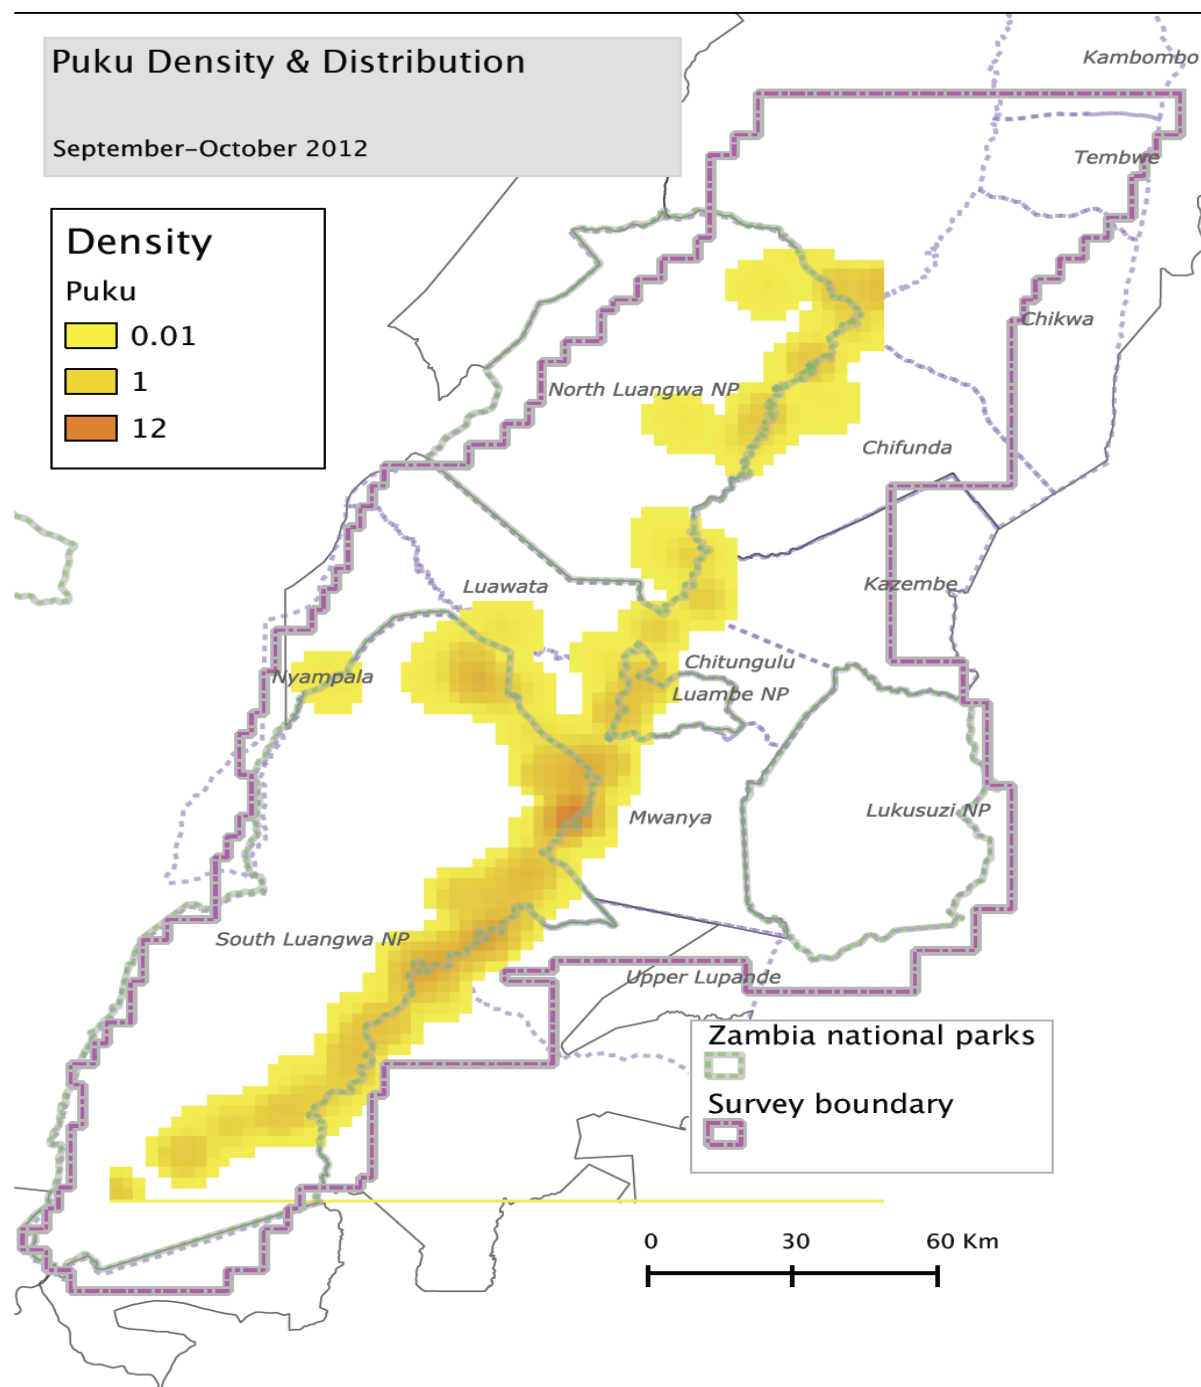 Puku Density & Distribution
September–October 2012
Kambombo
Tembwe
Density
Puku
0.01
1
12
Chikwa
North Luangwa NP
Chifunda
Luawata
Kazembe
Chitungulu
Nyampala
Luambe NP
Mwanya
Lukusuzi NP
South Luangwa NP
Upper Lupande
Zambia national parks
Survey boundary
0 30 60 Km